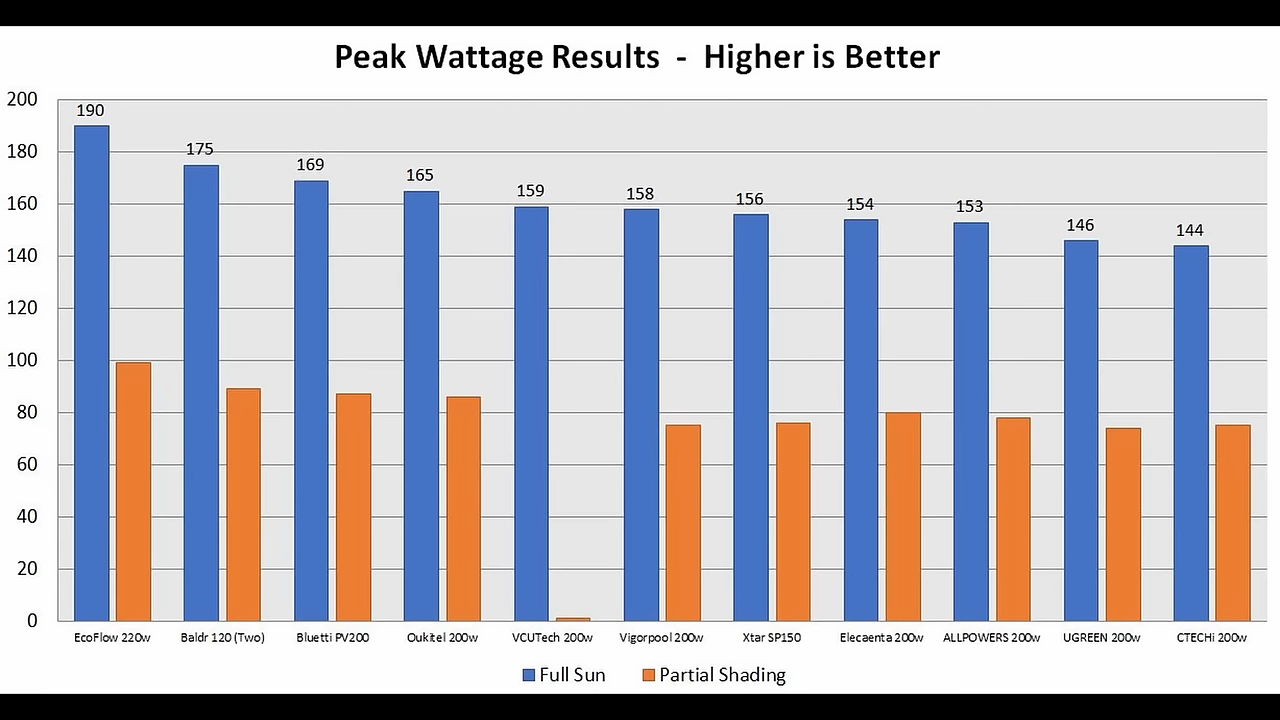 Peak Wattage Results - Higher is Better
200
180
160
140
120
100
80
60
40
20
0
190
175
169
165
159
158
156
154
153
146
144
EcoFlow 220w
Baldr 120 (Two)
Bluetti PV200
Oukitel 200w
VCUTech 200w
Vigorpool 200w
Xtar SP150
Elecaenta 200w
ALLPOWERS 200w
UGREEN 200w
CTECHi 200w
Full Sun
Partial Shading